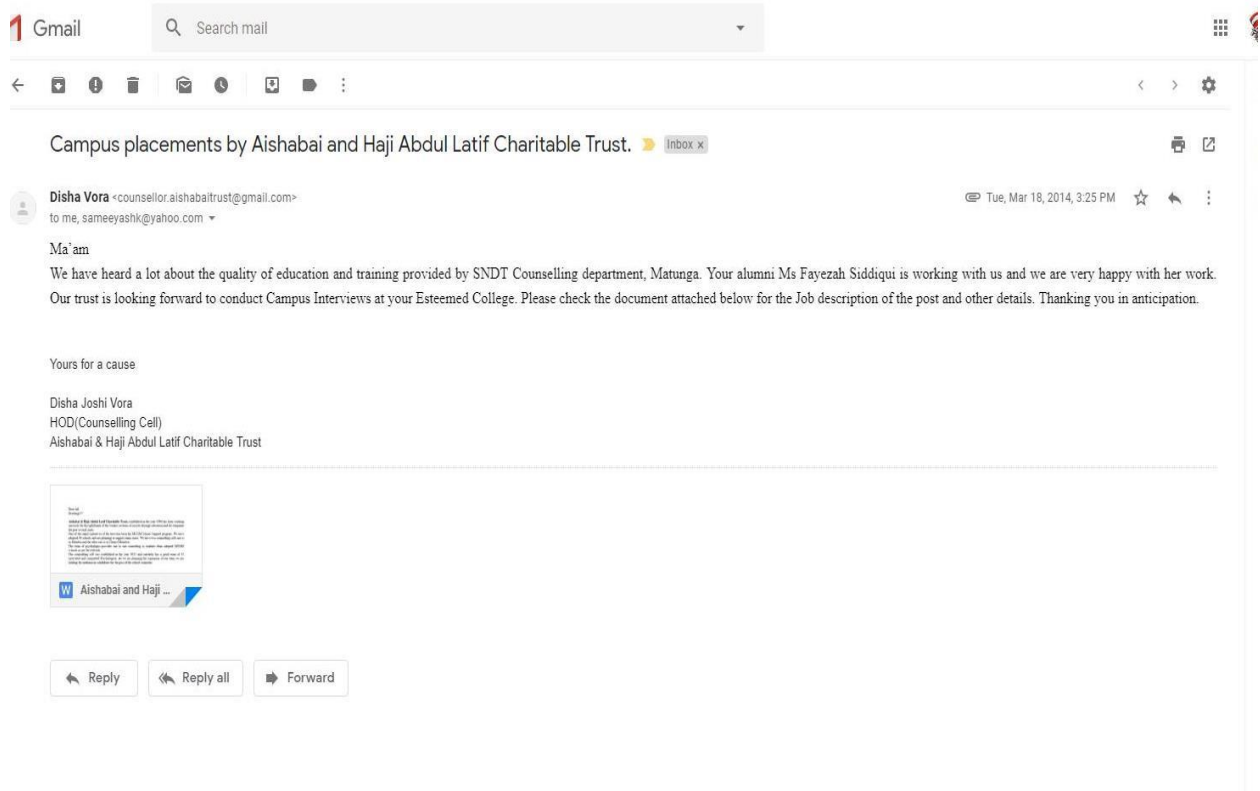 Gmail
Search mail
Campus placements by Aishabai and Haji Abdul Latif Charitable Trust. Inbox x
Disha Vora <counsellor.aishabaitrust@gmail.com> Tue, Mar 18, 2014, 3:25 PM
to me, sameeyashk@yahoo.com
Ma'am
We have heard a lot about the quality of education and training provided by SNDT Counselling department, Matunga. Your alumni Ms Fayezah Siddiqui is working with us and we are very happy with her work.
Our trust is looking forward to conduct Campus Interviews at your Esteemed College. Please check the document attached below for the Job description of the post and other details. Thanking you in anticipation.
Yours for a cause
Disha Joshi Vora
HOD(Counselling Cell)
Aishabai & Haji Abdul Latif Charitable Trust
W Aishabai and Haji ...
Reply Reply all Forward